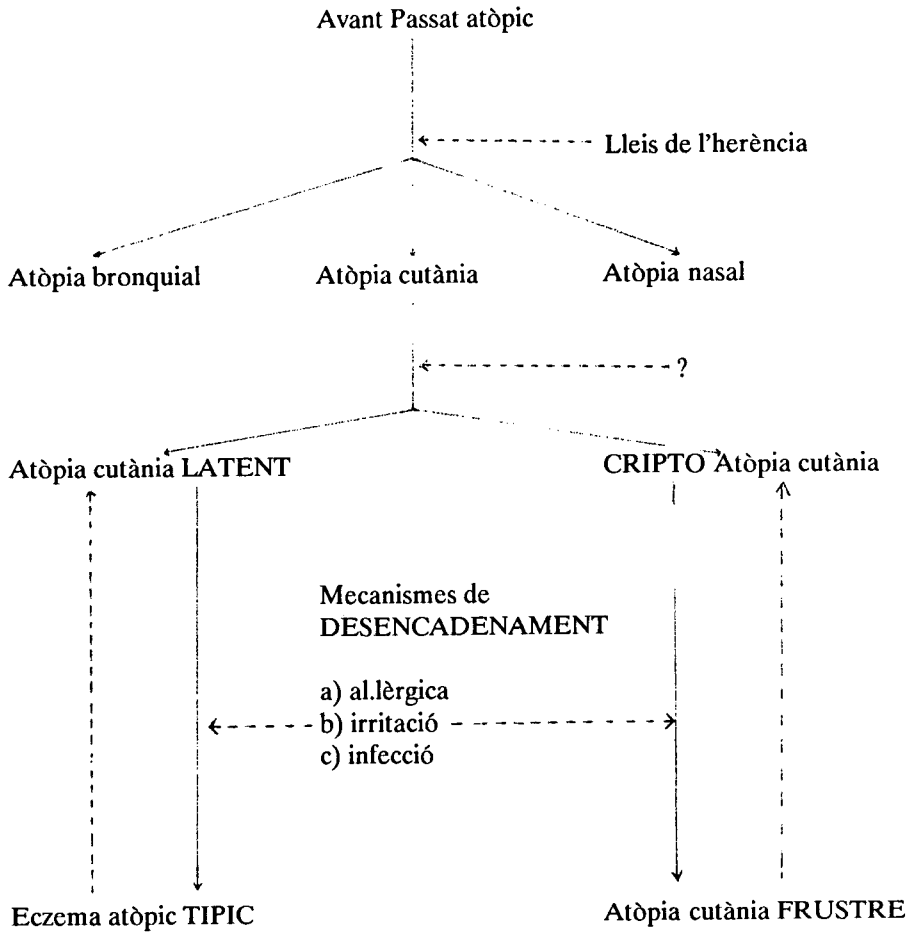 Avant Passat atòpic
Lleis de l'herència
Atòpia bronquial
Atòpia cutània
Atòpia nasal
?
Atòpia cutània LATENT
CRIPTO Atòpia cutània
Mecanismes de
DESENCADENAMENT
a) al.lèrgica
b) irritació
c) infecció
Eczema atòpic TIPIC
Atòpia cutània FRUSTRE